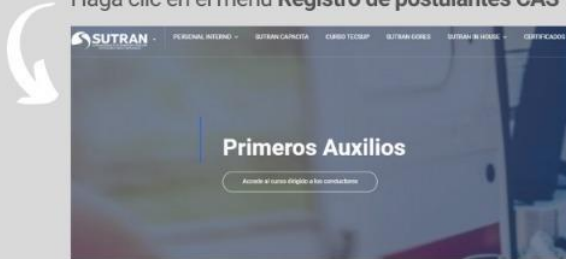 Haga clic en el menú Registro de postulantes CAS
SUTRAN
PERSONAL INTERNO SUTRAN CAPACITA CURSO TECSUP SUTRAN GORES SUTRAN IN HOUSE CERTIFICADOS
Primeros Auxilios
Accede al curso dirigido a los conductores